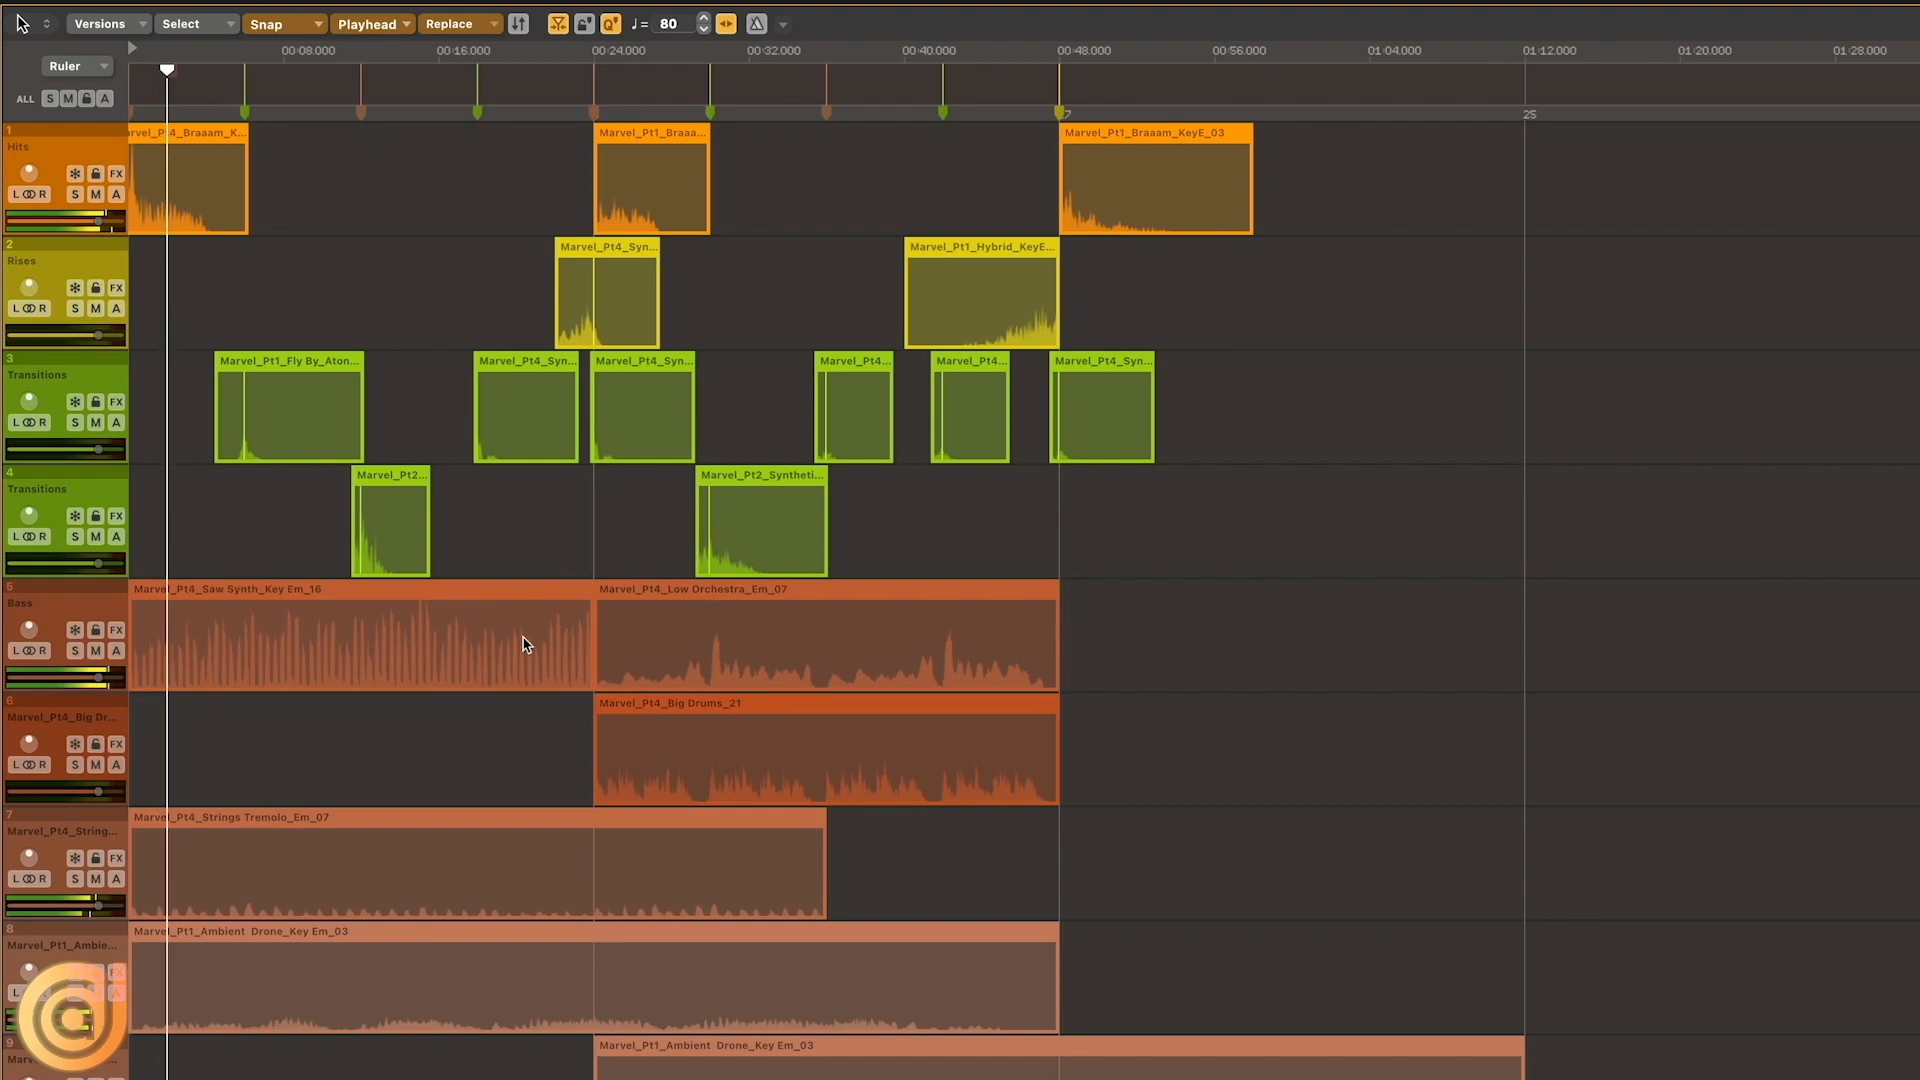 Versions Select Snap Playhead Replace ♩= 80
00:08.000 00:16.000 00:24.000 00:32.000 00:40.000 00:48.000 00:56.000 01:04.000 01:12.000 01:20.000 01:28.000
Ruler
ALL S M A
7 25
1 Marvel_Pt1_Braaa... Marvel_Pt1_Braaam_KeyE_03
Hits
FX
L R S M A
2 Marvel_Pt4_Syn... Marvel_Pt1_Hybrid_KeyE...
Rises
FX
L R S M A
3 Marvel_Pt1_Fly By_Aton... Marvel_Pt4_Syn... Marvel_Pt4_Syn... Marvel_Pt4... Marvel_Pt4... Marvel_Pt4_Syn...
Transitions
FX
L R S M A
4 Marvel_Pt2... Marvel_Pt2_Syntheti...
Transitions
FX
L R S M A
5 Marvel_Pt4_Saw Synth_Key Em_16 Marvel_Pt4_Low Orchestra_Em_07
Bass
FX
L R S M A
6 Marvel_Pt4_Big Drums_21
Marvel_Pt4_Big Dr...
FX
L R S M A
7 Marvel_Pt4_Strings Tremolo_Em_07
Marvel_Pt4_String...
FX
L R S M A
8 Marvel_Pt1_Ambient Drone_Key Em_03
Marvel_Pt1_Ambie...
FX
L
9 Marvel_Pt1_Ambient Drone_Key Em_03